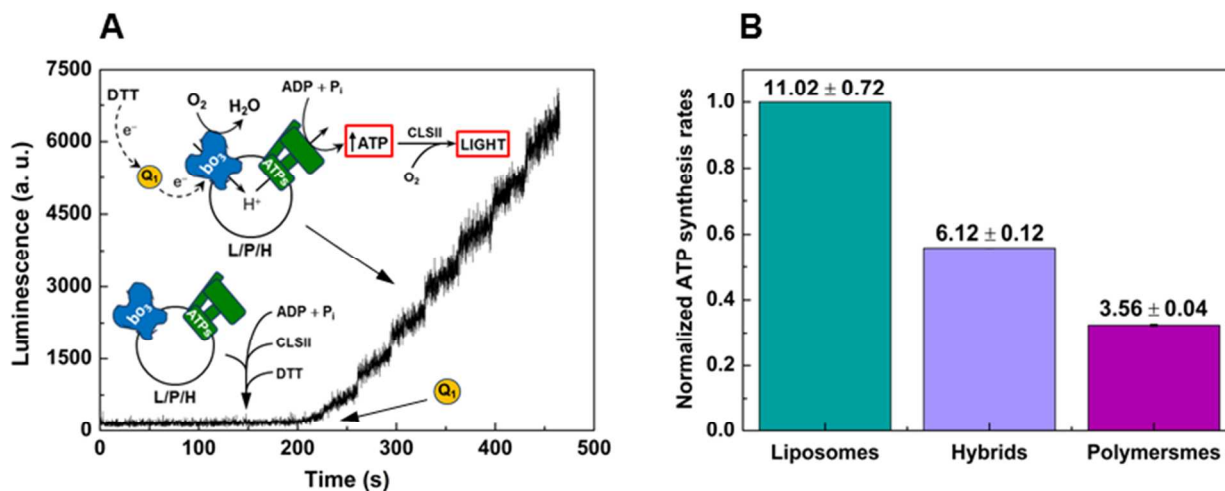 A
7500
6000
4500
3000
1500
0
Luminescence (a. u.)
0 100 200 300 400 500
Time (s)
DTT
e⁻
Q₁
e⁻
O₂
H₂O
bo₃
H⁺
ATPs
L/P/H
ADP + Pᵢ
↑ATP
CLSII
O₂
LIGHT
bo₃
ATPs
L/P/H
ADP + Pᵢ
CLSII
DTT
Q₁
B
1.0
0.8
0.6
0.4
0.2
0.0
Normalized ATP synthesis rates
11.02 ± 0.72
6.12 ± 0.12
3.56 ± 0.04
Liposomes Hybrids Polymersmes